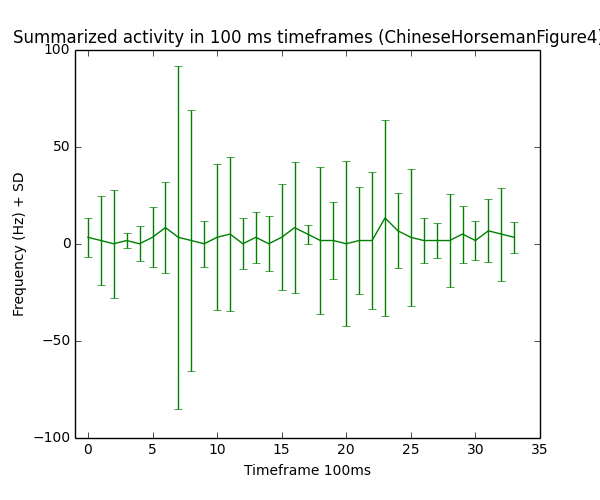 Summarized activity in 100 ms timeframes (ChineseHorsemanFigure4)
100
50
0
−50
−100
Frequency (Hz) + SD
0 5 10 15 20 25 30 35
Timeframe 100ms